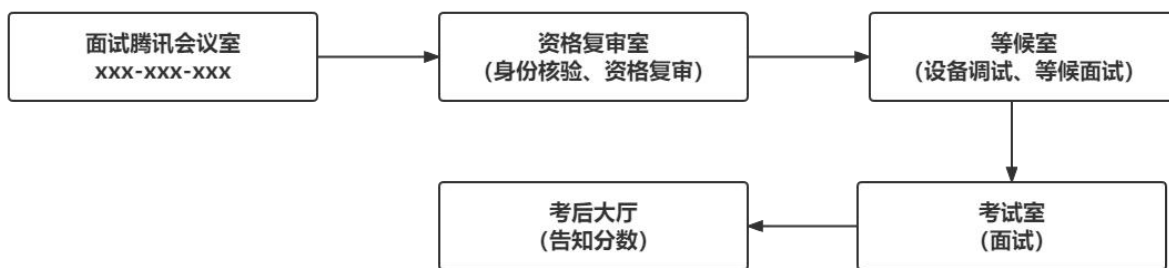 面试腾讯会议室
xxx-xxx-xxx
资格复审室
（身份核验、资格复审）
等候室
（设备调试、等候面试）
考试室
（面试）
考后大厅
（告知分数）